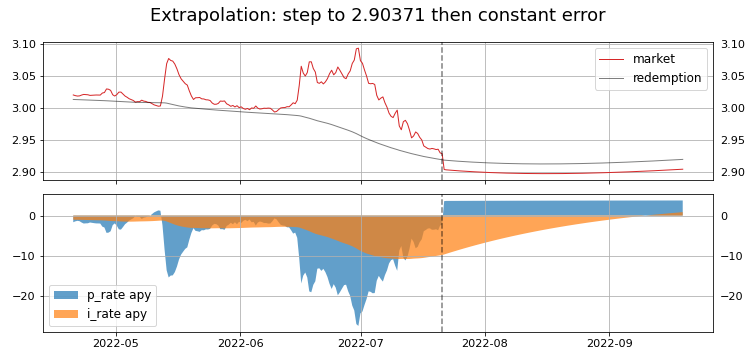 Extrapolation: step to 2.90371 then constant error
3.10 3.10
3.05 3.05
3.00 3.00
2.95 2.95
2.90 2.90
market
redemption
0 0
−10 −10
−20 −20
p_rate apy
i_rate apy
2022-05 2022-06 2022-07 2022-08 2022-09